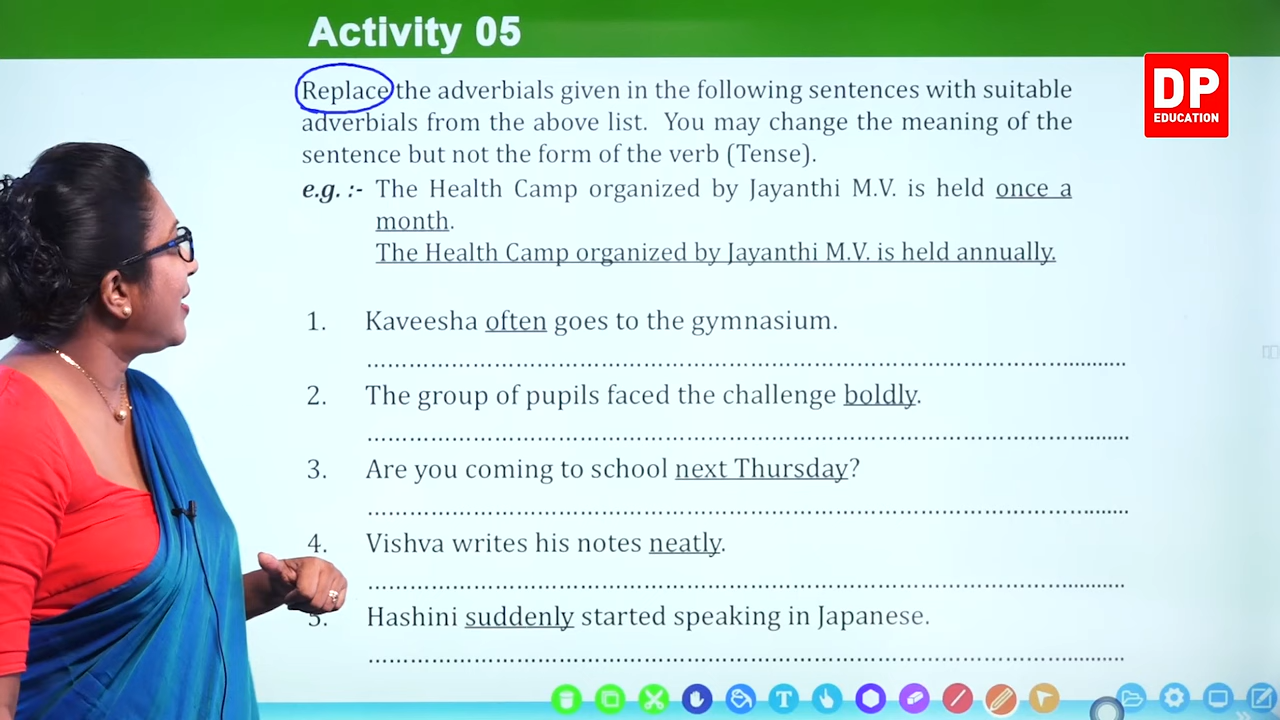 Activity 05
DP
EDUCATION
Replace the adverbials given in the following sentences with suitable
adverbials from the above list. You may change the meaning of the
sentence but not the form of the verb (Tense).
e.g. :- The Health Camp organized by Jayanthi M.V. is held once a
month.
The Health Camp organized by Jayanthi M.V. is held annually.
1. Kaveesha often goes to the gymnasium.
2. The group of pupils faced the challenge boldly.
3. Are you coming to school next Thursday?
4. Vishva writes his notes neatly.
5. Hashini suddenly started speaking in Japanese.